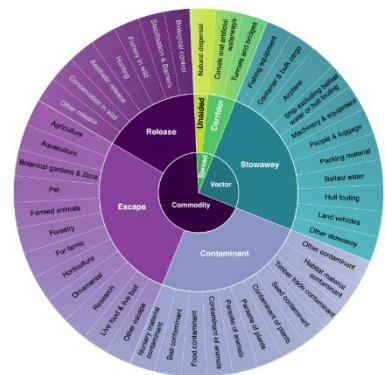 Commodity
Spread
Vector
Unaided
Corridor
Stowaway
Contaminant
Escape
Release
Natural dispersal
Canals and artificial
waterways
Tunnels and bridges
Fishing equipment
Container & bulk cargo
Airplane
Ship excluding ballast
water or hull fouling
Machinery & equipment
People & luggage
Packing material
Ballast water
Hull fouling
Land vehicles
Other stowaway
Other contaminant
Habitat material
contaminant
Timber trade contaminant
Seed contaminant
Contaminant of plants
Parasite of plants
Parasite of animals
Contaminant of animals
Food contaminant
Bait contaminant
Nursery material
contaminant
Other escape
Live food & live bait
Research
Ornamental
Horticulture
Fur farms
Forestry
Farmed animals
Pet
Botanical gardens & Zoos
Aquaculture
Agriculture
Other release
Conservation in wild
Aesthetic release
Hunting
Fishery in wild
Stabilisation & Barriers
Biological control